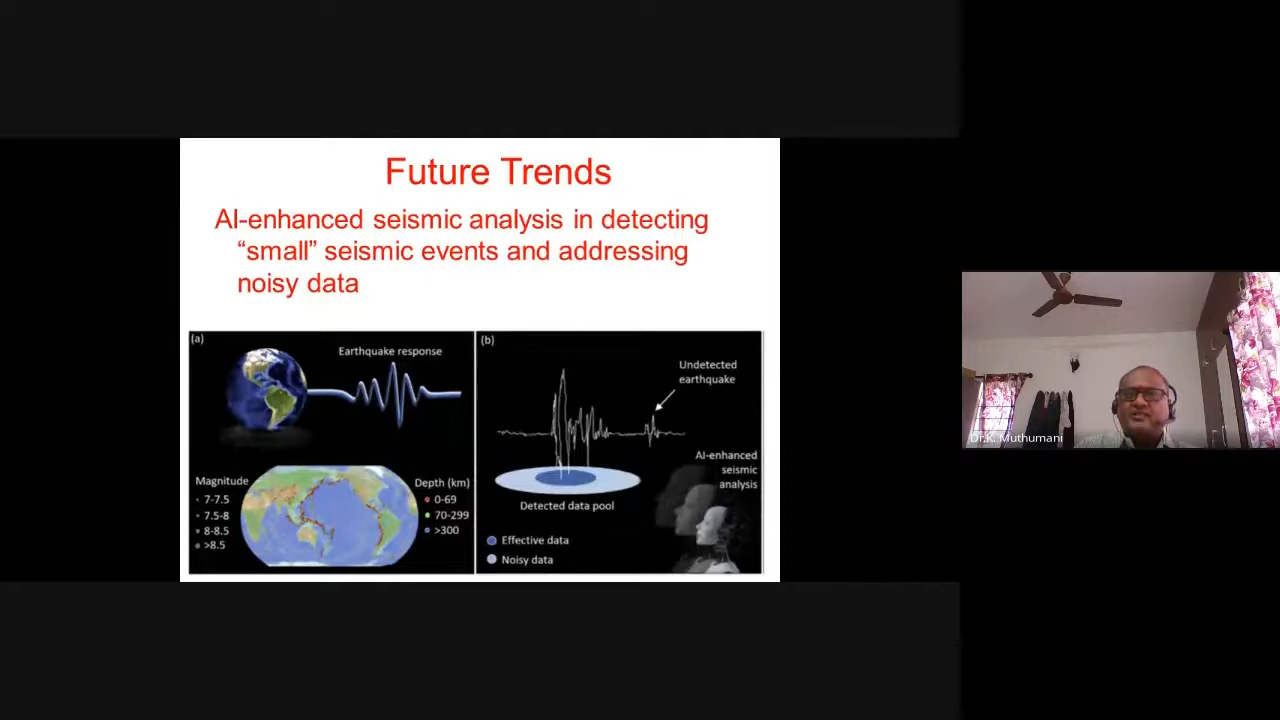 Future Trends
AI-enhanced seismic analysis in detecting
“small” seismic events and addressing
noisy data
(a)
Earthquake response
Magnitude
7-7.5
7.5-8
8-8.5
>8.5
Depth (km)
0-69
70-299
>300
(b)
Undetected
earthquake
AI-enhanced
seismic
analysis
Detected data pool
Effective data
Noisy data
Dr.K. Muthumani